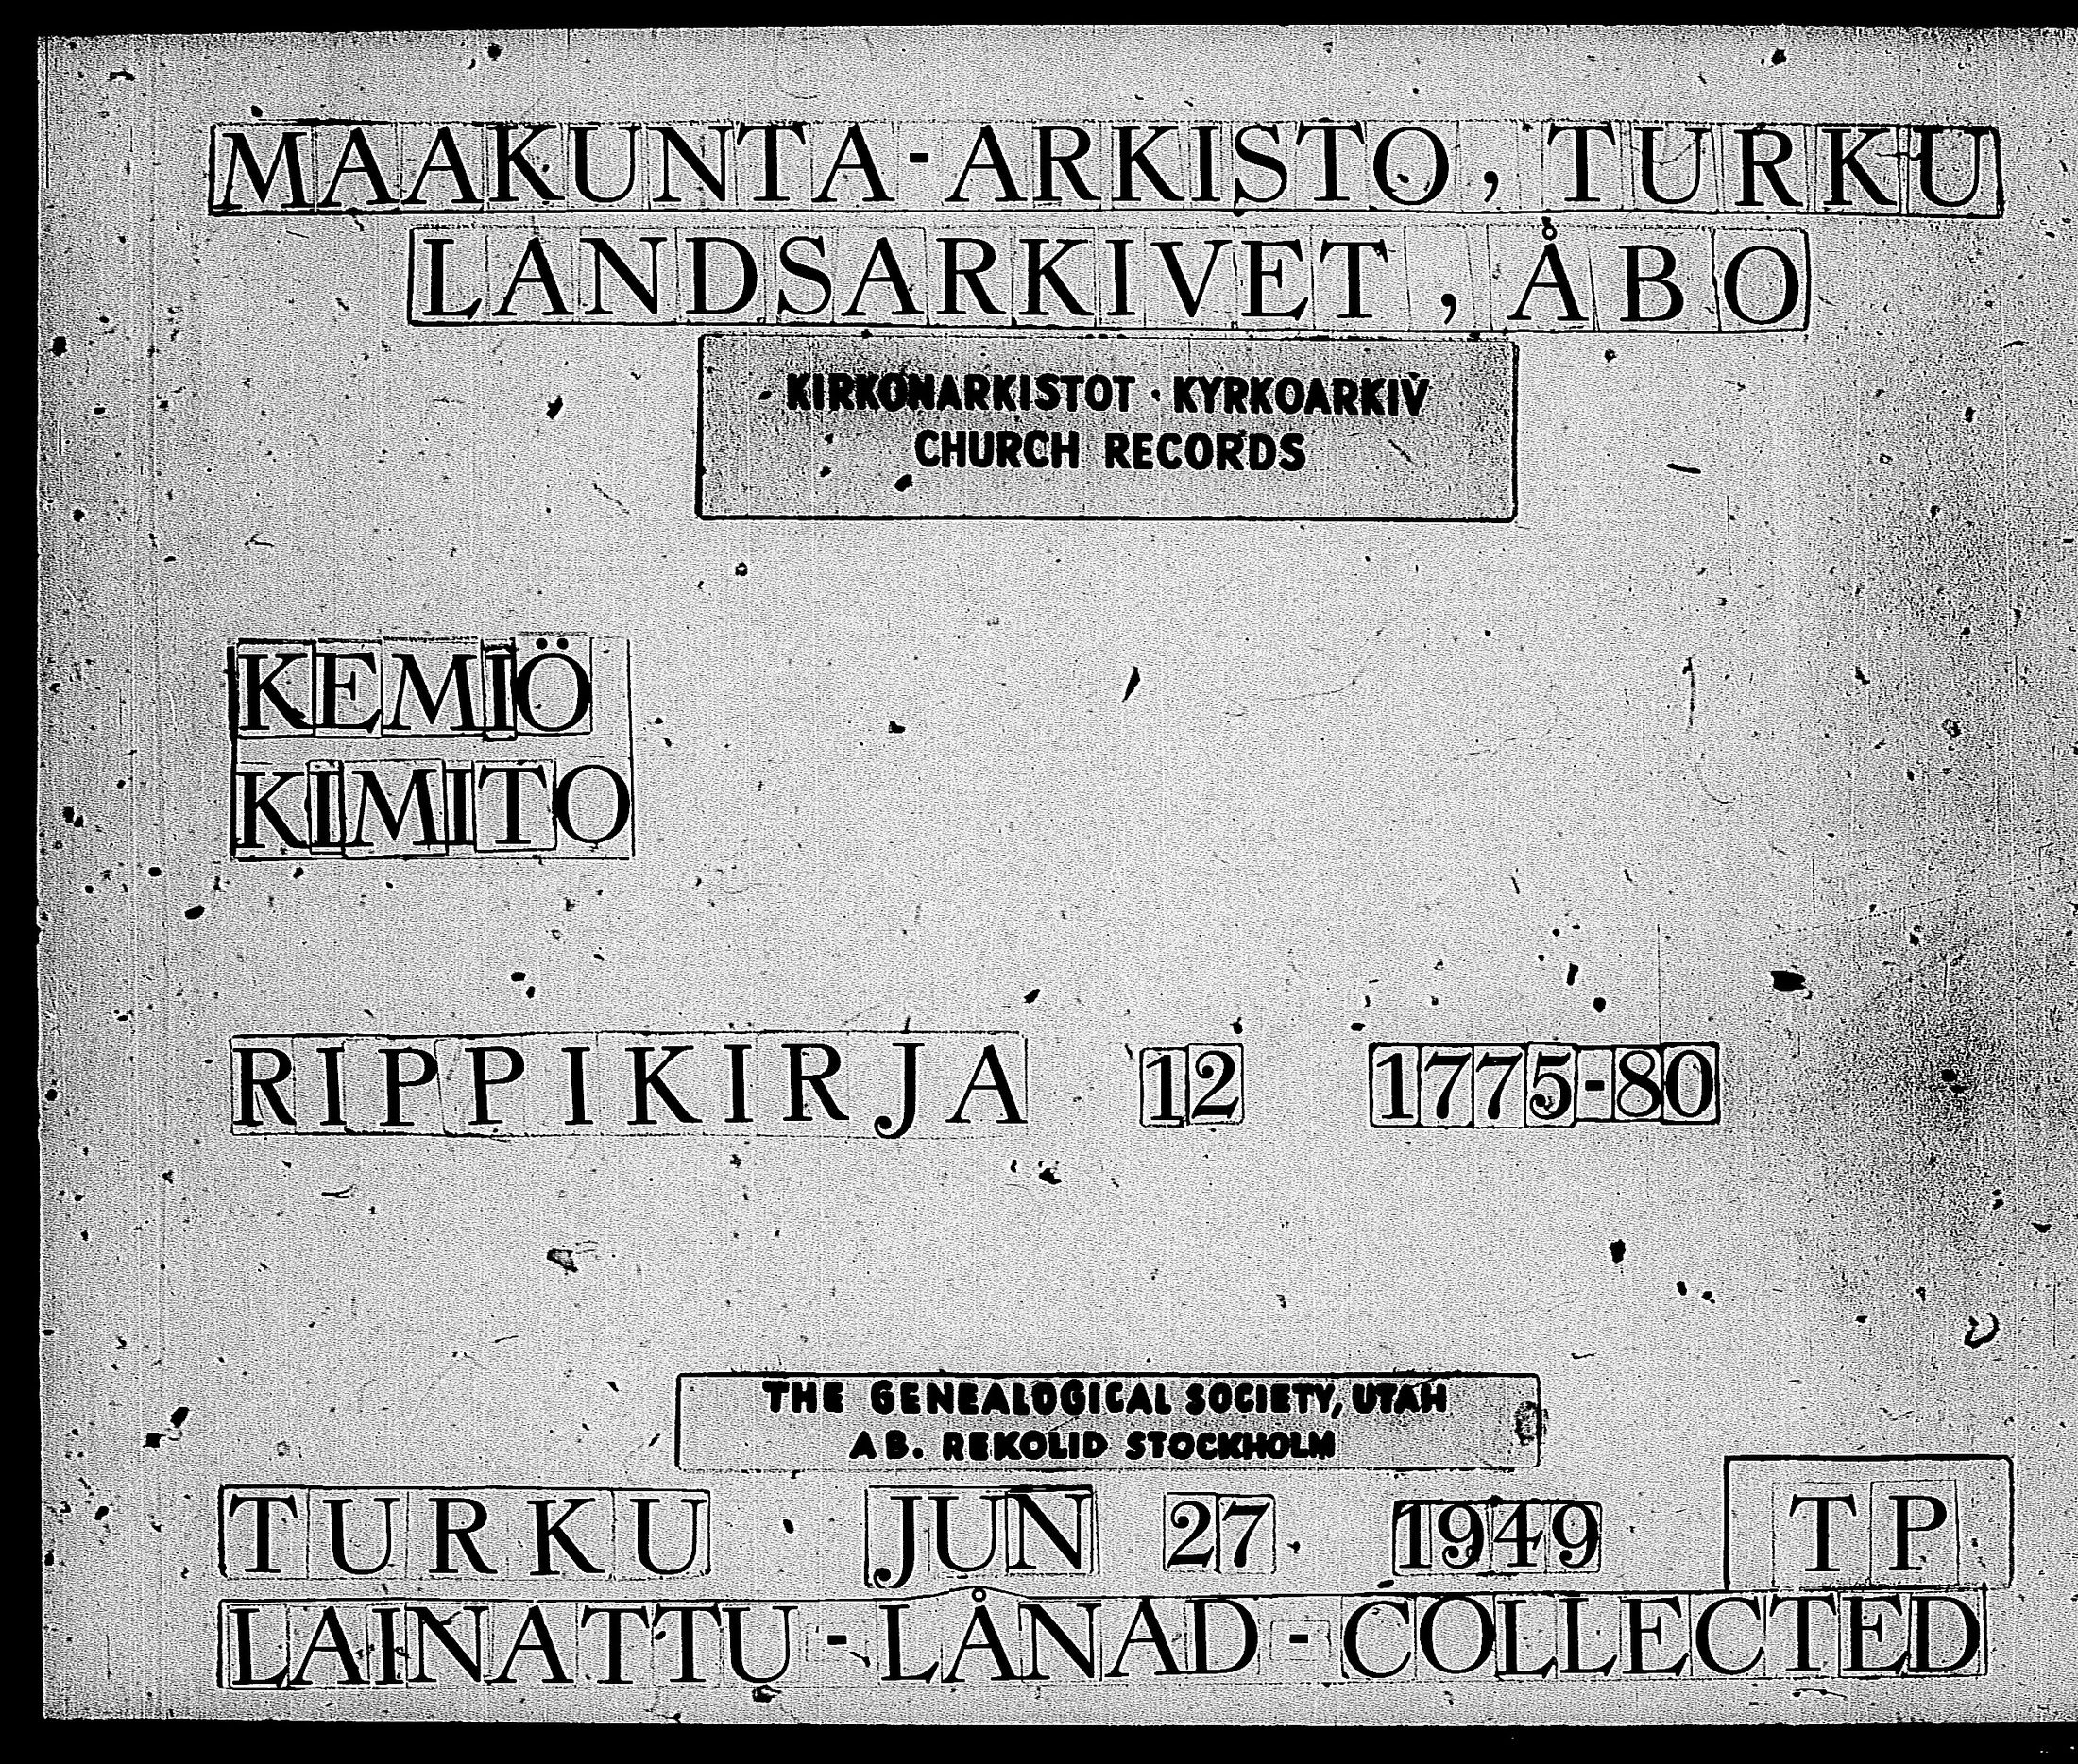 MAAKUNTA-ARKISTO, TURKU
LANDSARKIVET, ÅBO
KIRKONARKISTOT · KYRKOARKIV
CHURCH RECORDS
KEMIÖ
KIMITO
RIPPIKIRJA 12 1775-80
THE GENEALOGICAL SOCIETY, UTAH
AB. REKOLID STOCKHOLM
TURKU JUN 27 1949 TP
LAINATTU-LÅNAD-COLLECTED